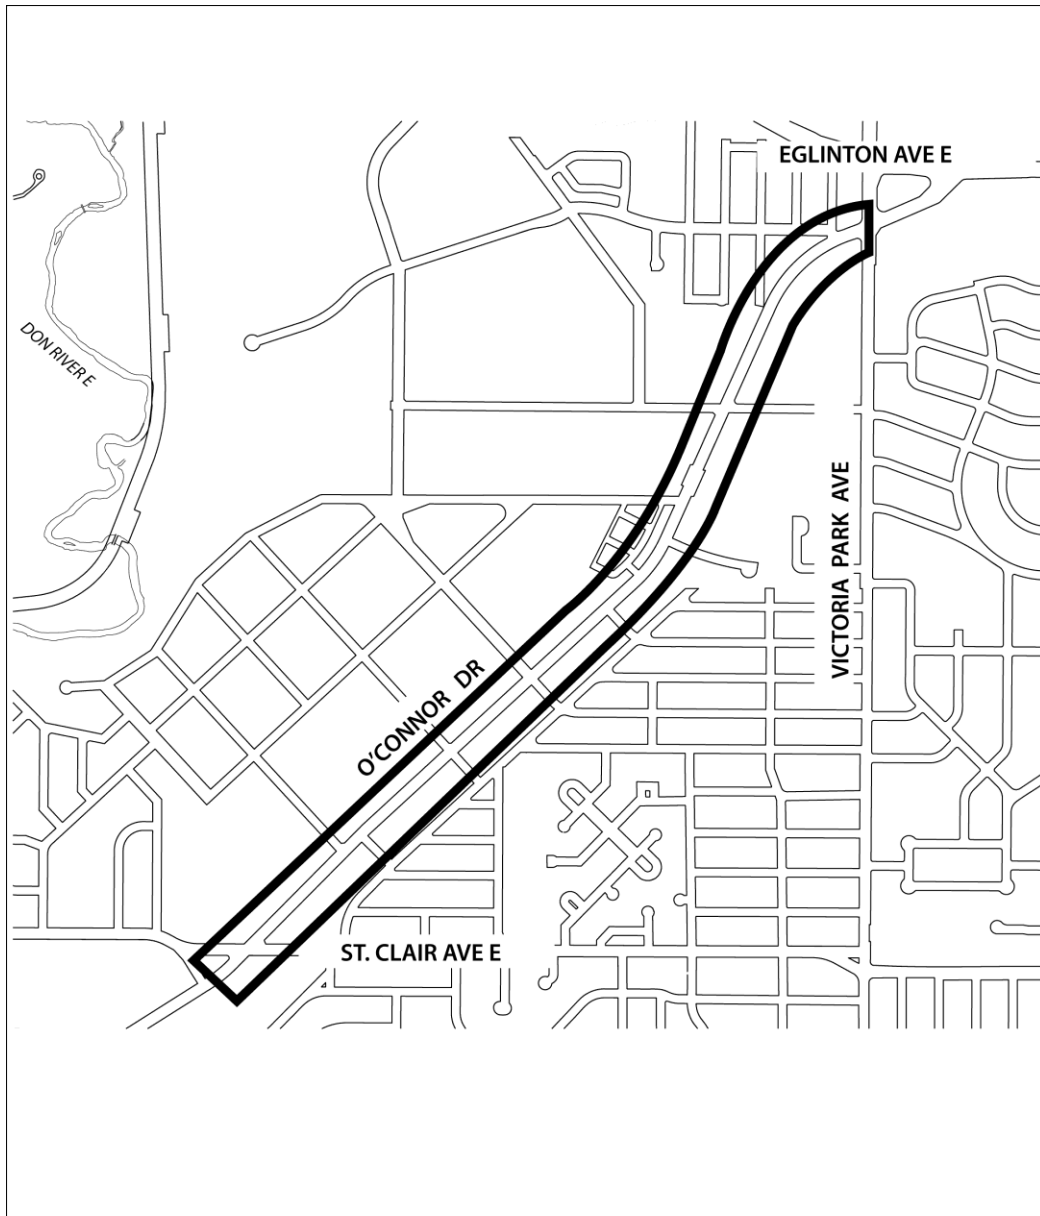 EGLINTON AVE E
DON RIVER E
VICTORIA PARK AVE
O'CONNOR DR
ST. CLAIR AVE E